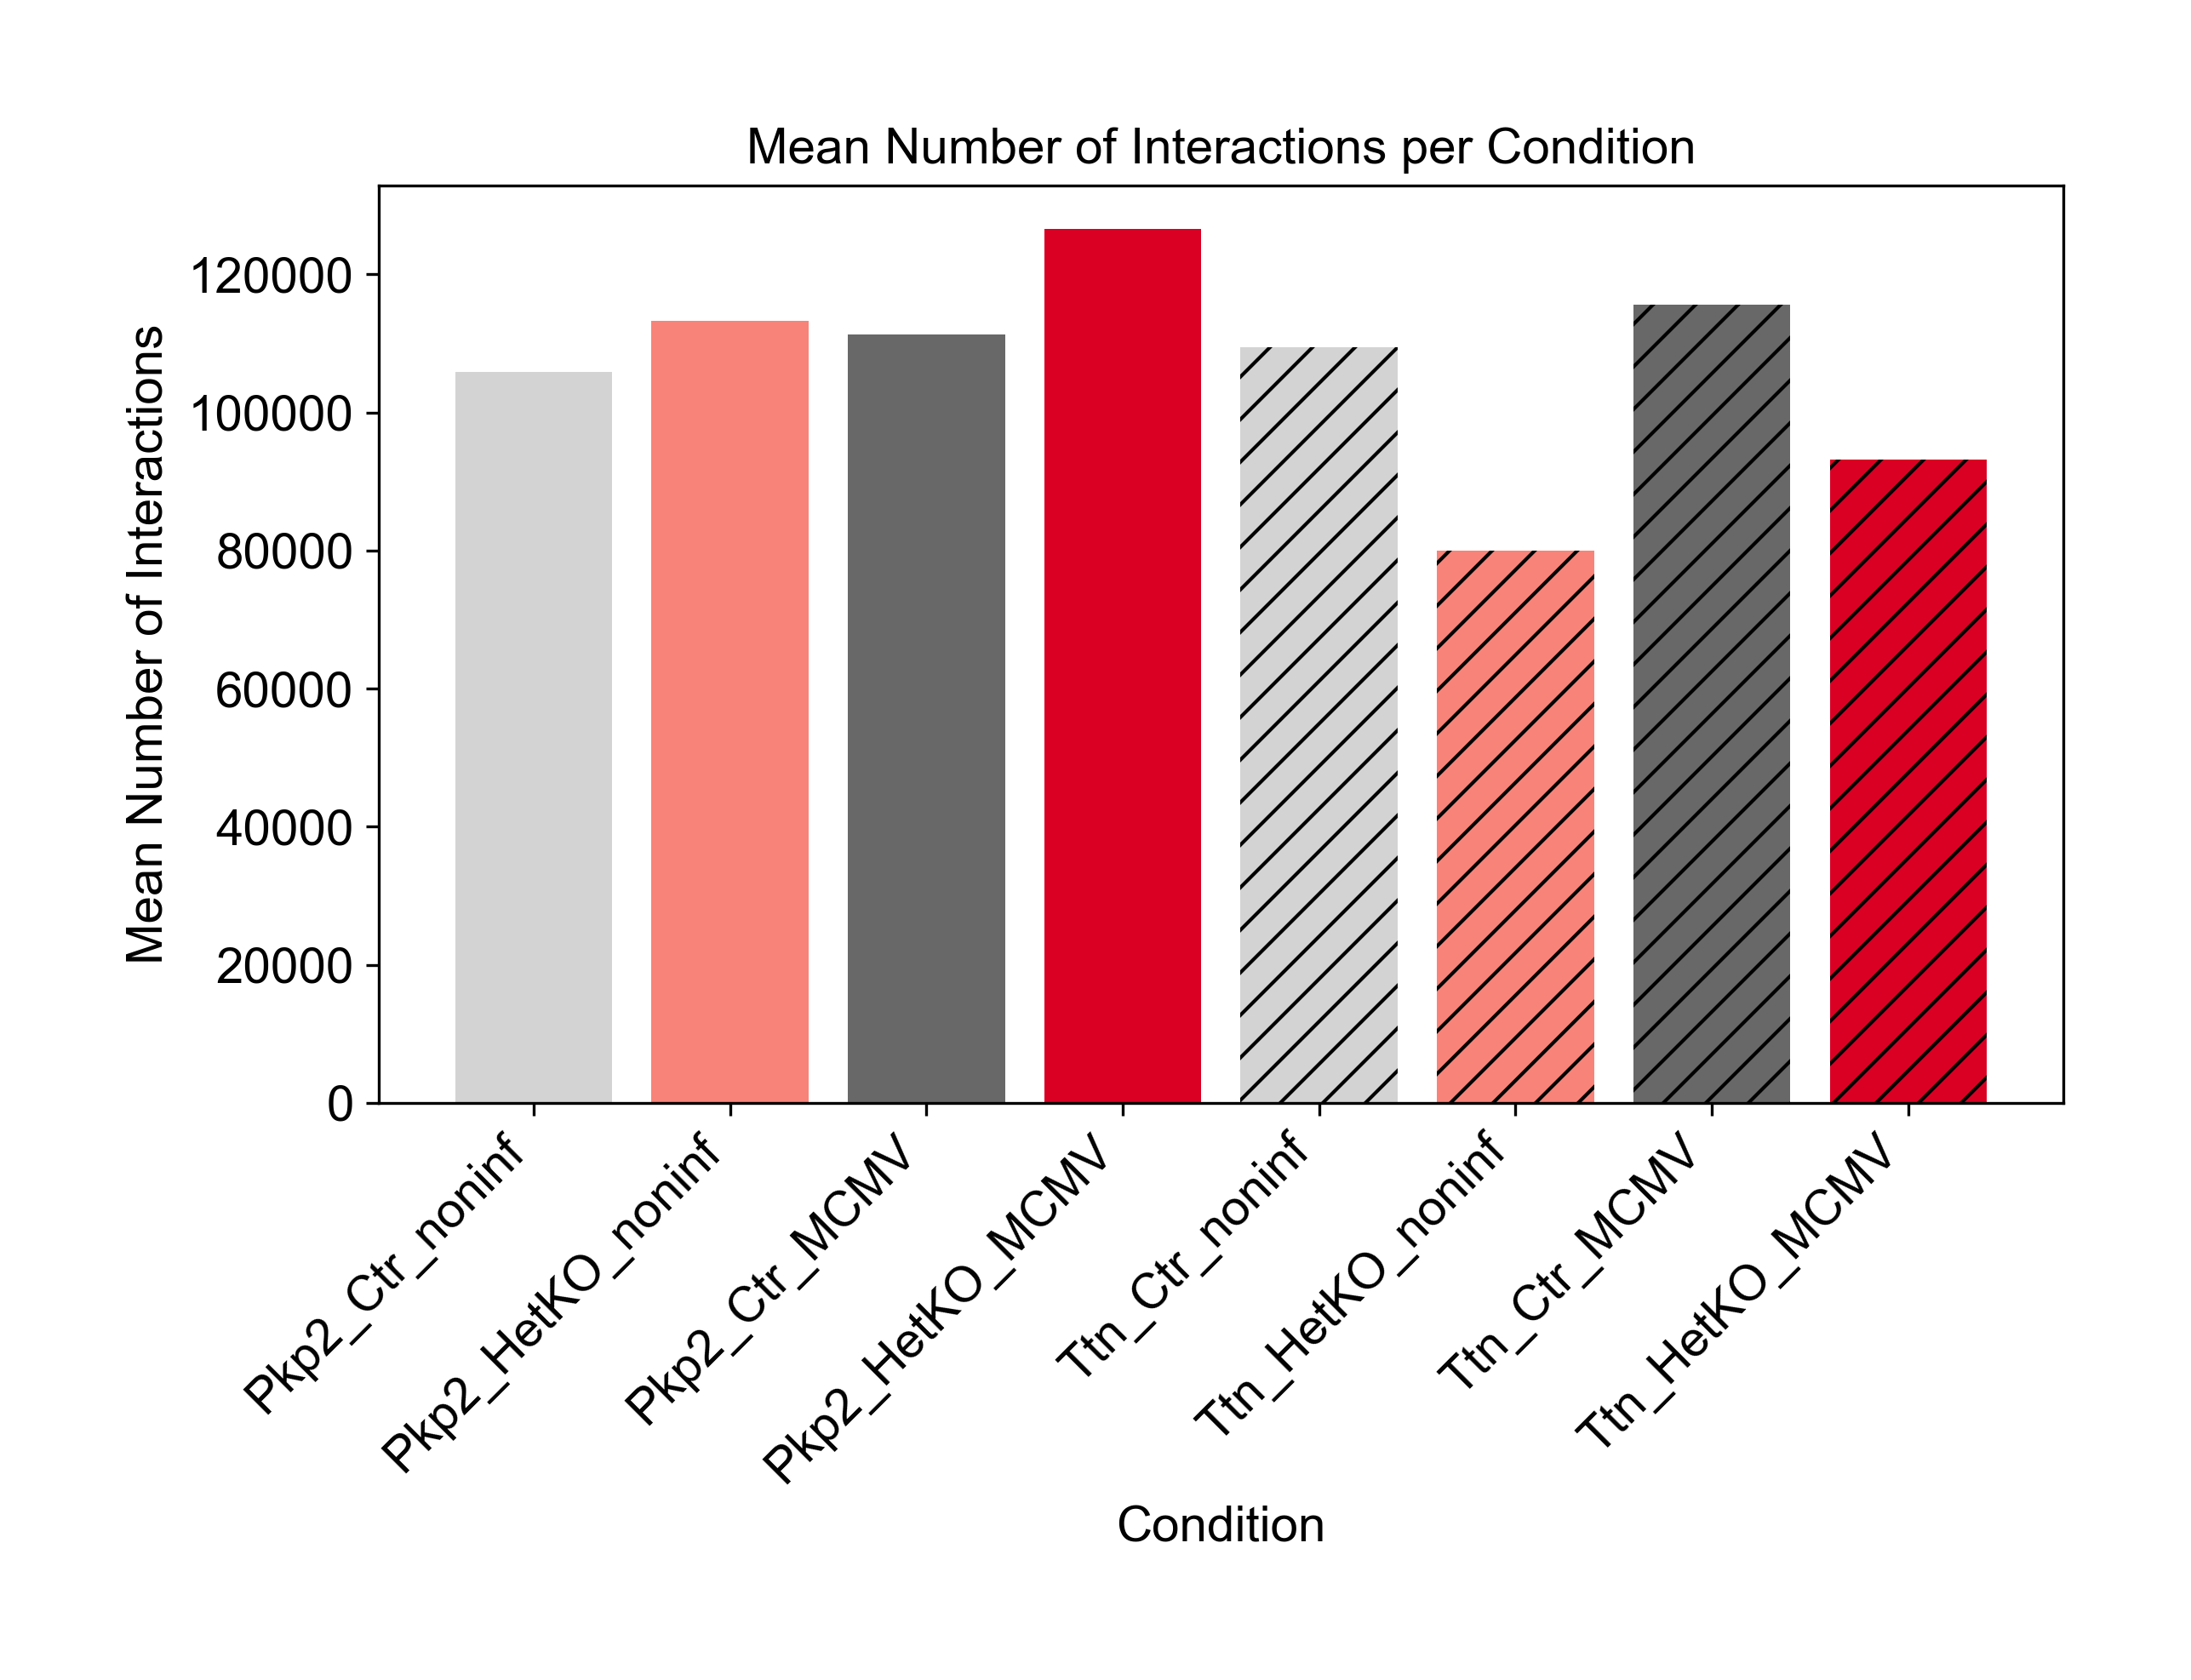 Mean Number of Interactions per Condition
Mean Number of Interactions
120000
100000
80000
60000
40000
20000
0
Pkp2_Ctr_noninf
Pkp2_HetKO_noninf
Pkp2_Ctr_MCMV
Pkp2_HetKO_MCMV
Ttn_Ctr_noninf
Ttn_HetKO_noninf
Ttn_Ctr_MCMV
Ttn_HetKO_MCMV
Condition